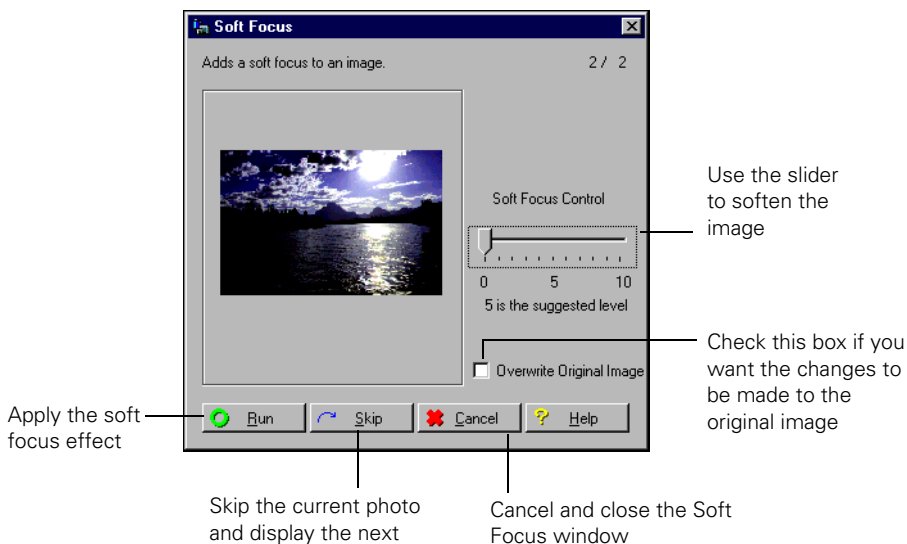 Soft Focus
Adds a soft focus to an image.
2 / 2
Use the slider
to soften the
image
Soft Focus Control
0 5 10
5 is the suggested level
Check this box if you
want the changes to
be made to the
original image
Overwrite Original Image
Apply the soft
focus effect
Run Skip Cancel Help
Skip the current photo
and display the next
Cancel and close the Soft
Focus window